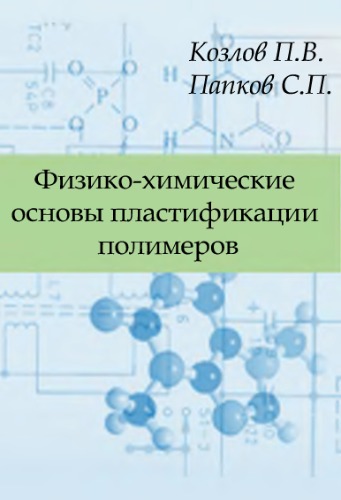 Козлов П.В.
Папков С.П.
Физико-химические
основы пластификации
полимеров